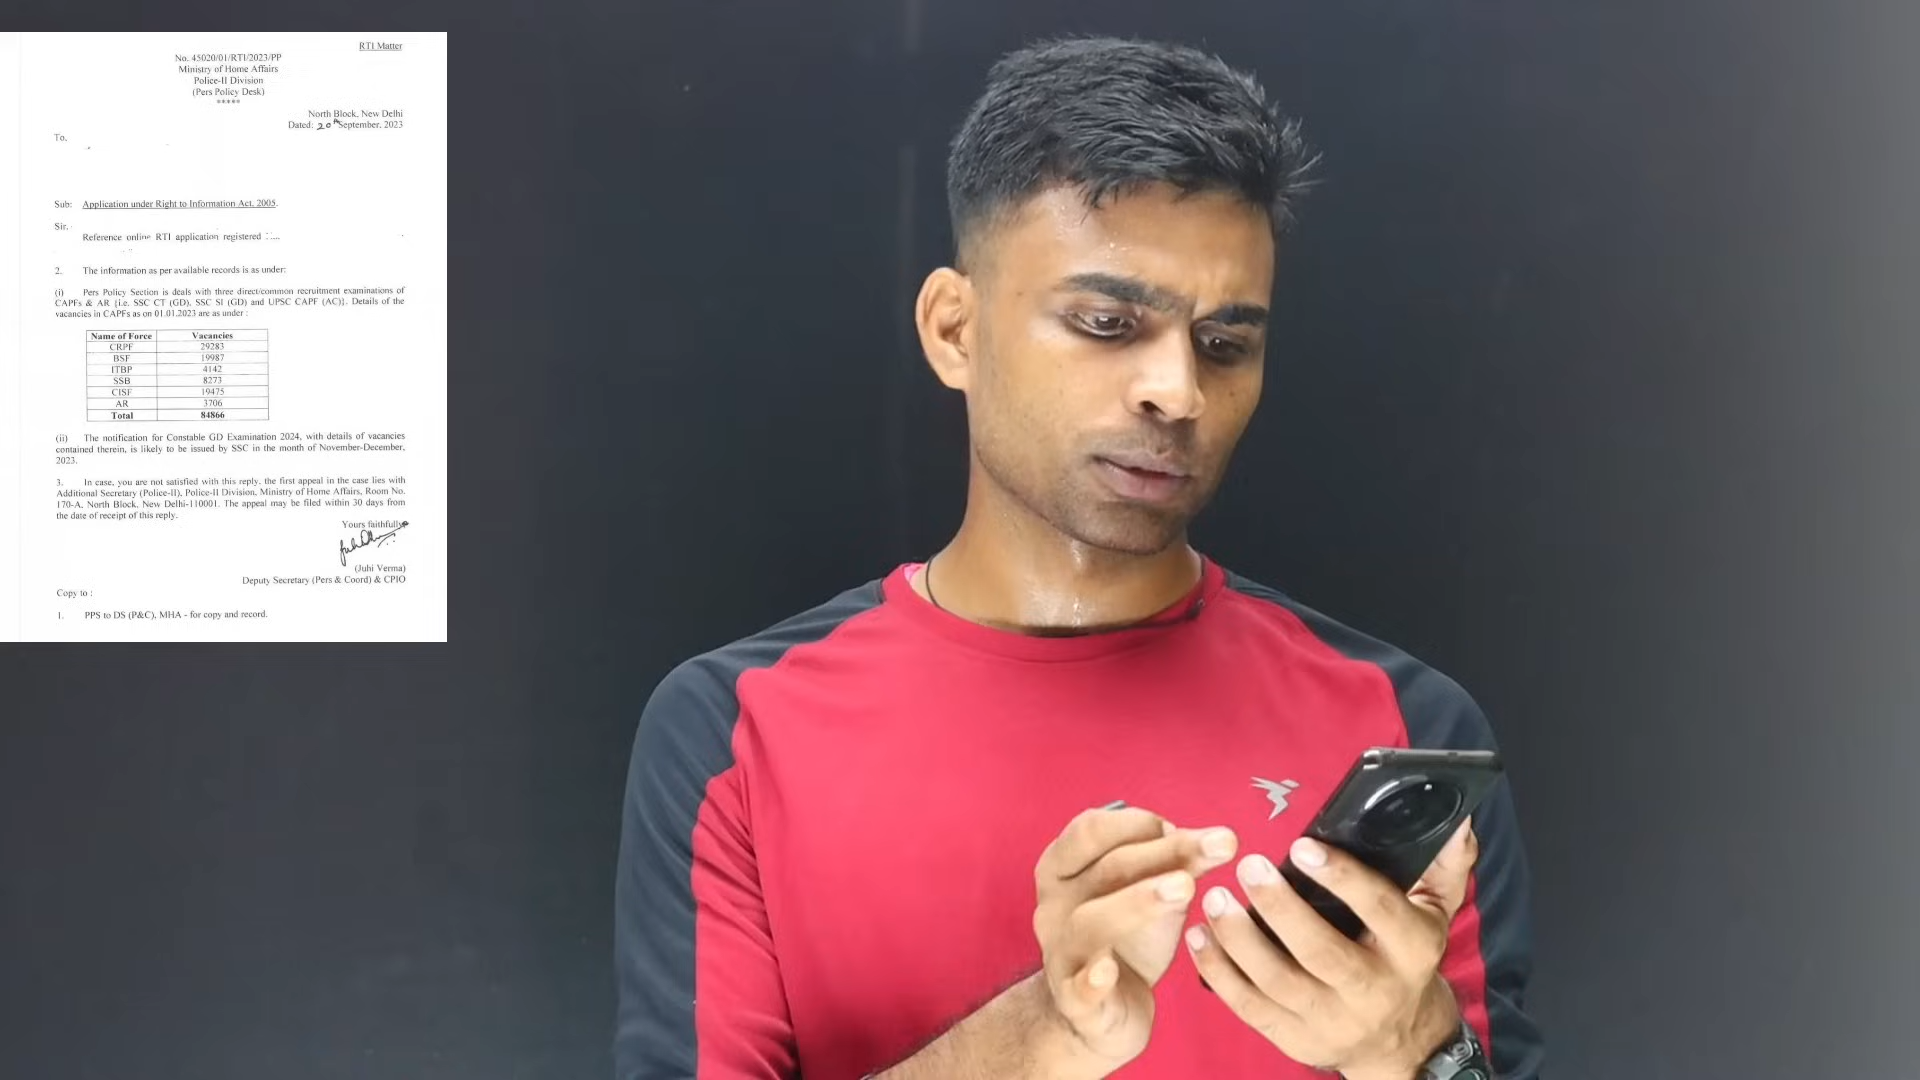 RTI Matter
No. 45020/01/RTI/2023/PP
Ministry of Home Affairs
Police-II Division
(Pers Policy Desk)
*****
North Block, New Delhi
Dated: 20th September, 2023
To,
Sub: Application under Right to Information Act, 2005.
Sir,
Reference online RTI application registered
2. The information as per available records is as under:
(i) Pers Policy Section is deals with three direct/common recruitment examinations of
CAPFs & AR [i.e. SSC CT (GD), SSC SI (GD) and UPSC CAPF (AC)]. Details of the
vacancies in CAPFs as on 01.01.2023 are as under :
Name of Force Vacancies
CRPF 29283
BSF 19987
ITBP 4142
SSB 8273
CISF 19475
AR 3706
Total 84866
(ii) The notification for Constable GD Examination 2024, with details of vacancies
contained therein, is likely to be issued by SSC in the month of November-December,
2023.
3. In case, you are not satisfied with this reply, the first appeal in the case lies with
Additional Secretary (Police-II), Police-II Division, Ministry of Home Affairs, Room No.
170-A, North Block, New Delhi-110001. The appeal may be filed within 30 days from
the date of receipt of this reply.
Yours faithfully
(Juhi Verma)
Deputy Secretary (Pers & Coord) & CPIO
Copy to :
1. PPS to DS (P&C), MHA - for copy and record.